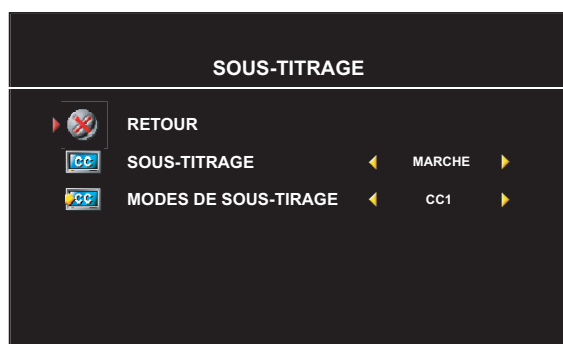 SOUS-TITRAGE
RETOUR
CC SOUS-TITRAGE MARCHE
CC MODES DE SOUS-TIRAGE CC1